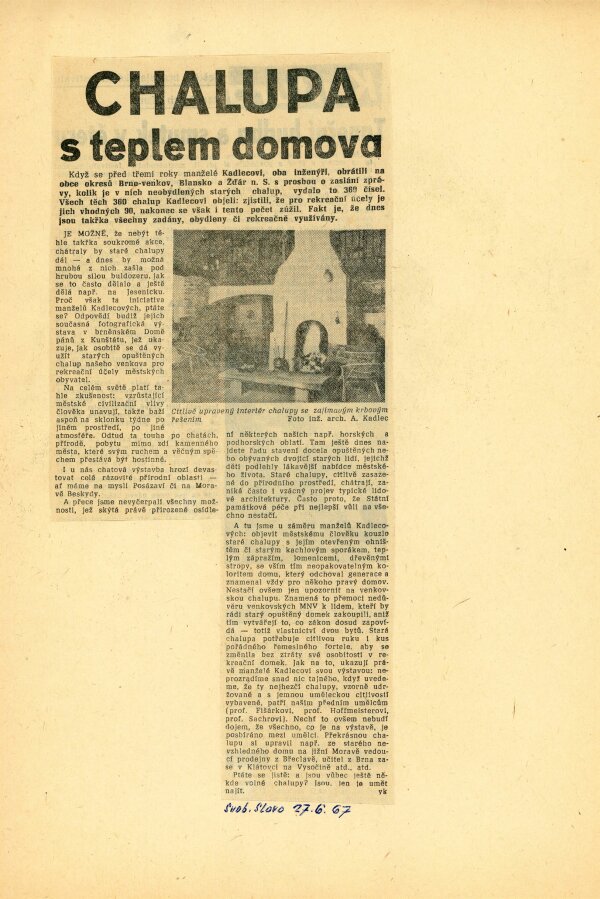 CHALUPA
s teplem domova
Když se před třemi roky manželé Kadlecovi, oba inženýři, obrátili na
obce okresů Brno-venkov, Blansko a Žďár n. S. s prosbou o zaslání zprá-
vy, kolik je v nich neobydlených starých chalup, vydalo to 360 čísel.
Všech těch 360 chalup Kadlecovi objeli: zjistili, že pro rekreační účely je
jich vhodných 90, nakonec se však i tento počet zúžil. Fakt je, že dnes
jsou takřka všechny zadány, obydleny či rekreačně využívány.
JE MOŽNÉ, že nebýt té-
hle takřka soukromé akce,
chátraly by staré chalupy
dál — a dnes by možná
mnohá z nich zašla pod
hrubou silou buldozeru, jak
se to často dělalo a ještě
dělá např. na Jesenicku.
Proč však ta iniciativa
manželů Kadlecových, ptáte
se? Odpovědí budiž jejich
současná fotografická vý-
stava v brněnském Domě
pánů z Kunštátu, jež uka-
zuje, jak osobitě se dá vy-
užít starých opuštěných
chalup našeho venkova pro
rekreační účely městských
obyvatel.
Na celém světě platí ta-
hle zkušenost: vzrůstající
městské civilizační vlivy
člověka unavují, takže baží
aspoň na sklonku týdne po
jiném prostředí, po jiné
atmosféře. Odtud ta touha po chatách,
přírodě, pobytu mimo zdi kamenného
města, které svým ruchem a věčným spě-
chem přestává být hostinné.
I u nás chatová výstavba hrozí devas-
tovat celé rázovité přírodní oblasti —
ať máme na mysli Posázaví či na Mora-
vě Beskydy.
A přece jsme nevyčerpali všechny mož-
nosti, jež skýtá právě přirozené osídle-
Citlivě upravený interiér chalupy se zajímavým krbovým
řešením Foto inž. arch. A. Kadlec
ní některých našich např. horských a
podhorských oblastí. Tam ještě dnes na-
jdete řadu stavení docela opuštěných ne-
bo obývaných dvojicí starých lidí, jejichž
děti podlehly lákavější nabídce městské-
ho života. Staré chalupy, citlivě zasaze-
né do přírodního prostředí, chátrají, za-
niká často i vzácný projev typické lido-
vé architektury. Často proto, že Státní
památková péče při nejlepší vůli na vše-
chno nestačí.
A tu jsme u záměru manželů Kadleco-
vých: objevit městskému člověku kouzlo
staré chalupy s jejím otevřeným ohniš-
těm či starým kachlovým sporákem, tep-
lým zápražím, lomenicemi, dřevěnými
stropy, se vším tím neopakovatelným ko-
loritem domu, který odchoval generace a
znamenal vždy pro někoho pravý domov.
Nestačí ovšem jen upozornit na venkov-
skou chalupu. Znamená to přemoci nedů-
věru venkovských MNV k lidem, kteří by
rádi starý opuštěný domek zakoupili, aniž
tím vytvářejí to, co zákon dosud zapoví-
dá — totiž vlastnictví dvou bytů. Stará
chalupa potřebuje citlivou ruku i kus
pořádného řemeslného fortele, aby se
změnila bez ztráty své osobitosti v re-
kreační domek. Jak na to, ukazují prá-
vě manželé Kadlecovi svou výstavou: ne-
prozradíme snad nic tajného, když uvede-
me, že ty nejhezčí chalupy, vzorně udr-
žované a s jemnou uměleckou citlivostí
vybavené, patří našim předním umělcům
(prof. Fišárkovi, prof. Hoffmeisterovi,
prof. Sechrovi). Nechť to ovšem nebudí
dojem, že všechno, co je na výstavě, je
posbíráno mezi umělci. Překrásnou cha-
lupu si upravil např. ze starého ne-
vzhledného domu na jižní Moravě vedou-
cí prodejny z Břeclavě, učitel z Brna za-
se v Klátovci na Vysočině atd., atd.
Ptáte se jistě: a jsou vůbec ještě ně-
kde volné chalupy? Jsou, jen je umět
najít. yk
Svob. Slovo 27. 6. 67